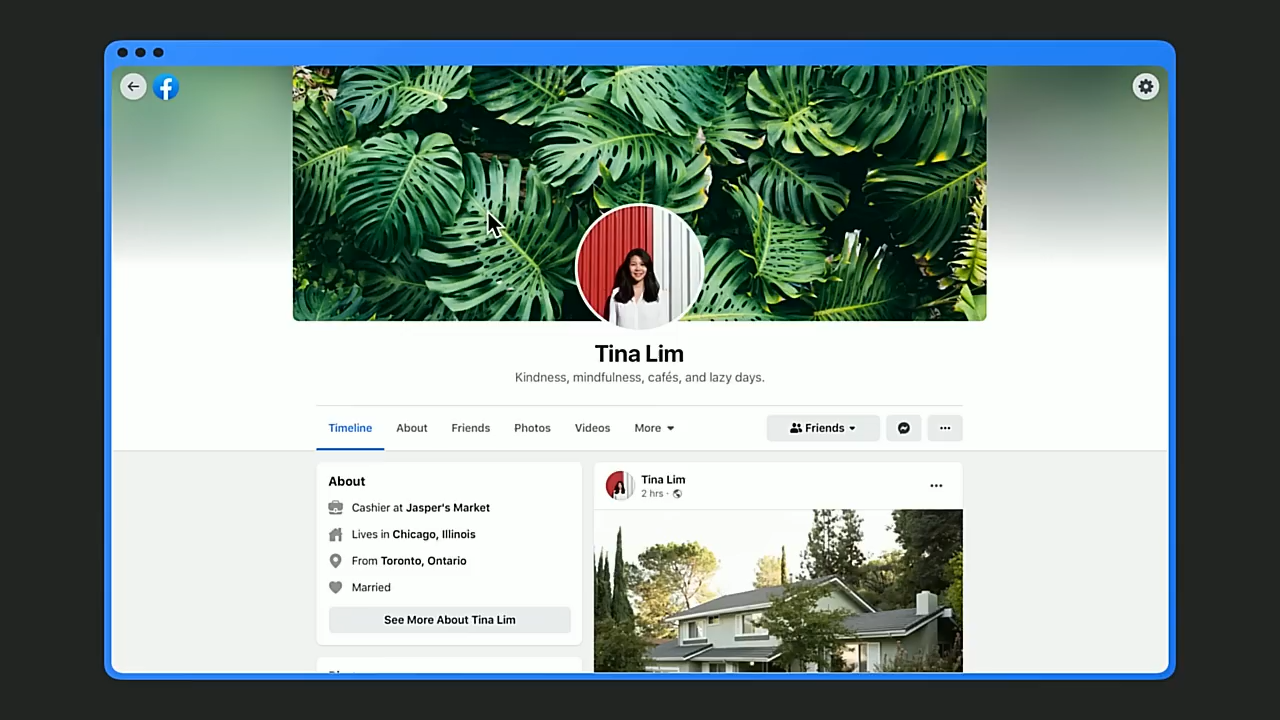 Tina Lim
Kindness, mindfulness, cafés, and lazy days.
Timeline About Friends Photos Videos More Friends
About
Cashier at Jasper's Market
Lives in Chicago, Illinois
From Toronto, Ontario
Married
See More About Tina Lim
Tina Lim
2 hrs ·